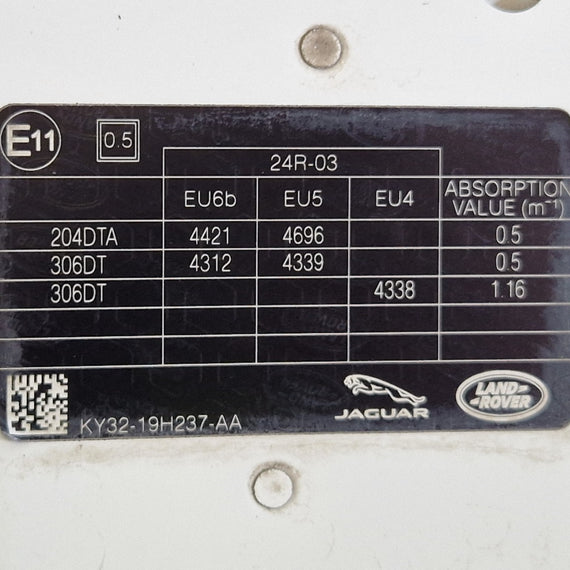 E11 0.5
24R-03
EU6b EU5 EU4 ABSORPTION VALUE (m⁻¹)
204DTA 4421 4696 0.5
306DT 4312 4339 0.5
306DT 4338 1.16
JAGUAR LAND-ROVER
KY32-19H237-AA